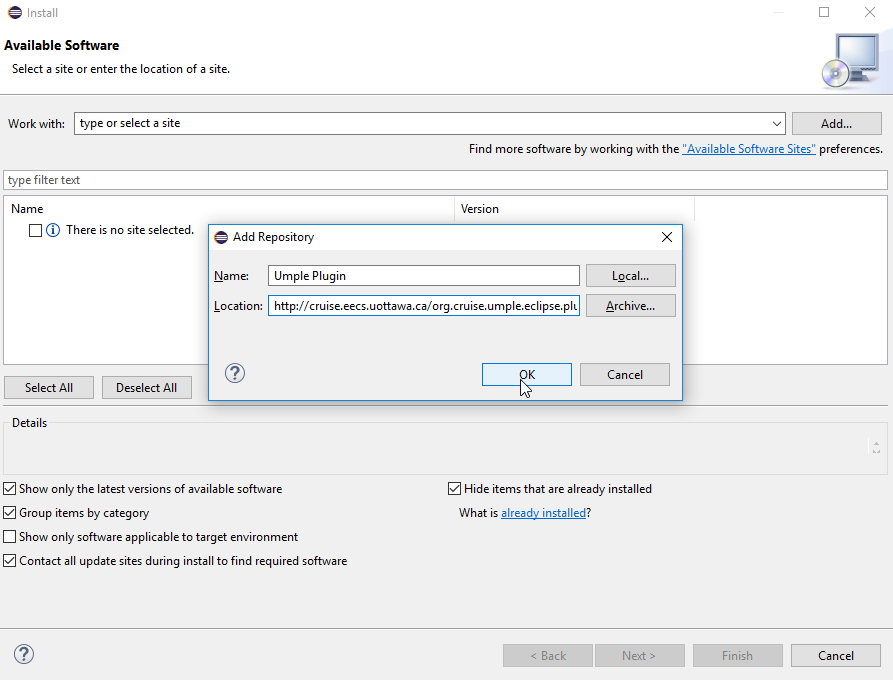 Install
Available Software
Select a site or enter the location of a site.
Work with: type or select a site Add...
Find more software by working with the "Available Software Sites" preferences.
type filter text
Name Version
There is no site selected.
Add Repository
Name: Umple Plugin Local...
Location: http://cruise.eecs.uottawa.ca/org.cruise.umple.eclipse.plu Archive...
? OK Cancel
Select All Deselect All
Details
Show only the latest versions of available software Hide items that are already installed
Group items by category What is already installed?
Show only software applicable to target environment
Contact all update sites during install to find required software
? < Back Next > Finish Cancel